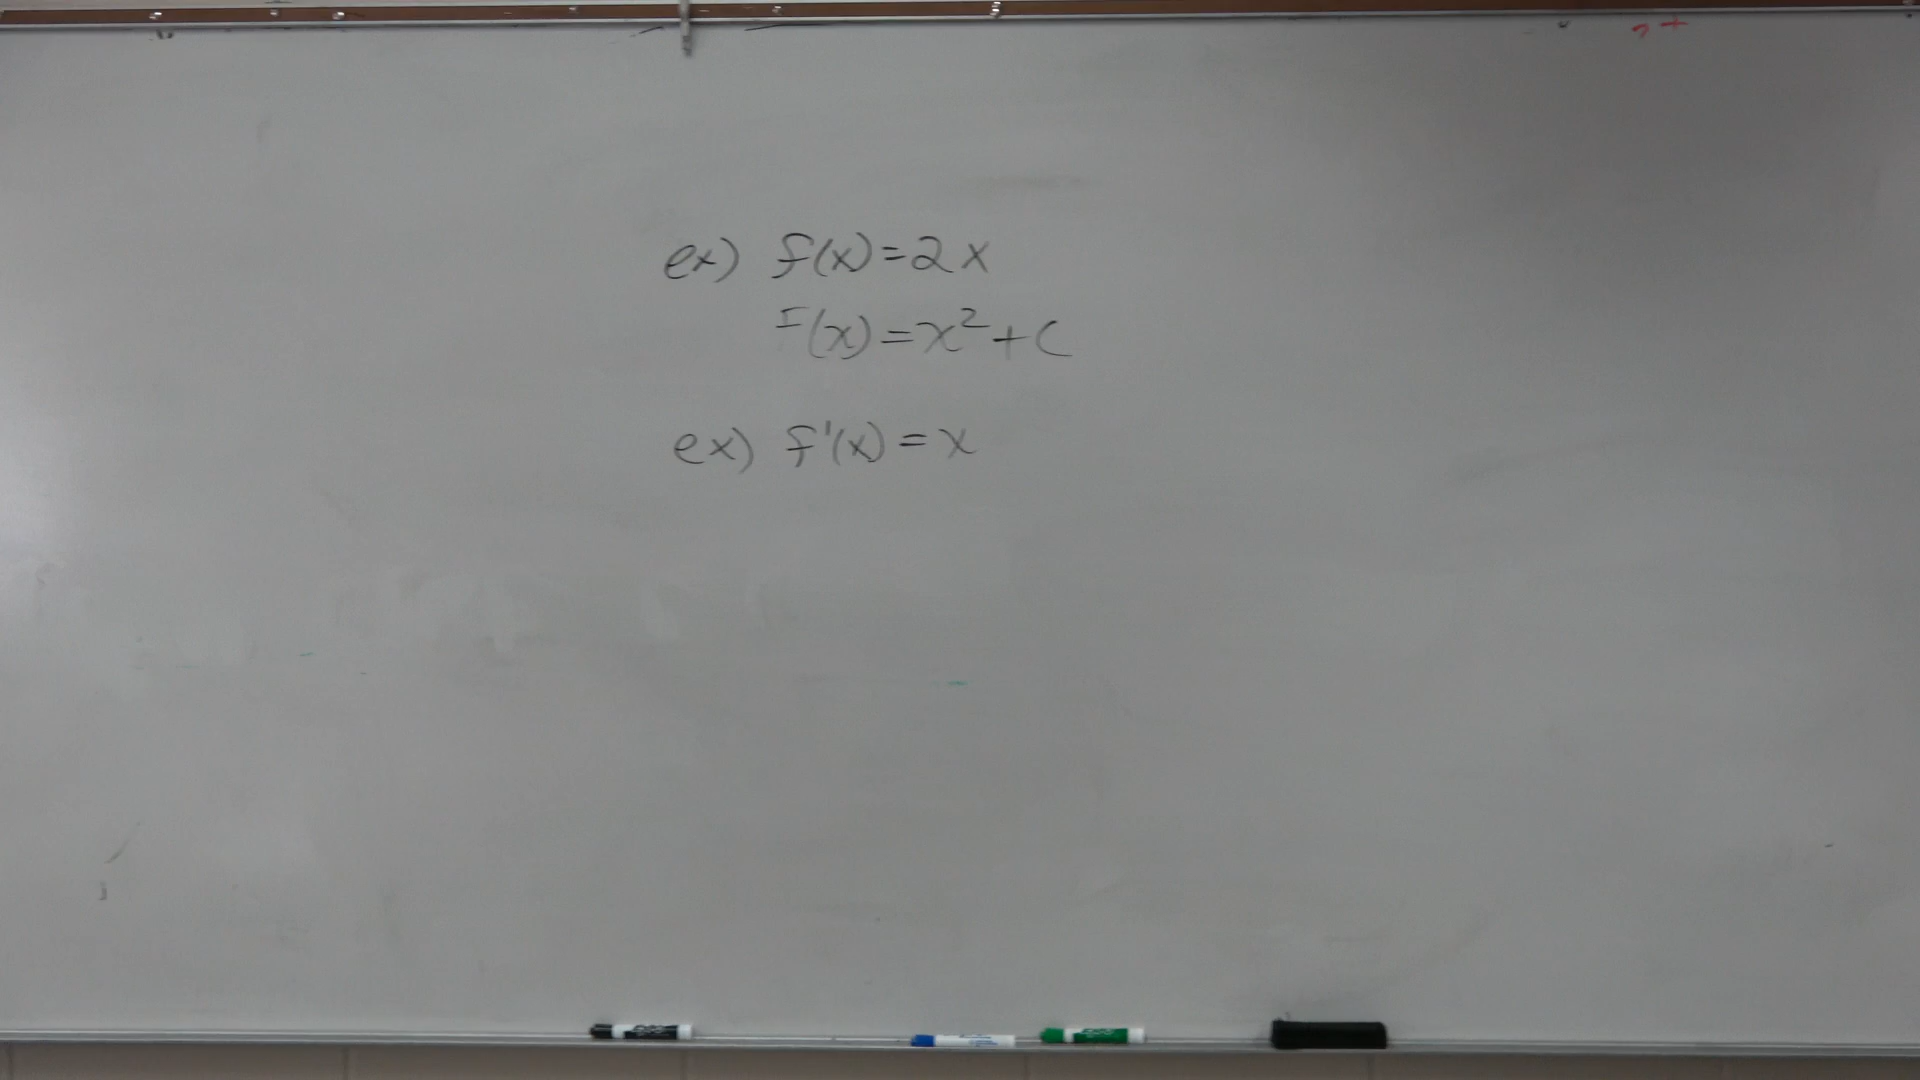 ex) f(x)=2x
F(x)=x²+C
ex) f'(x)=x